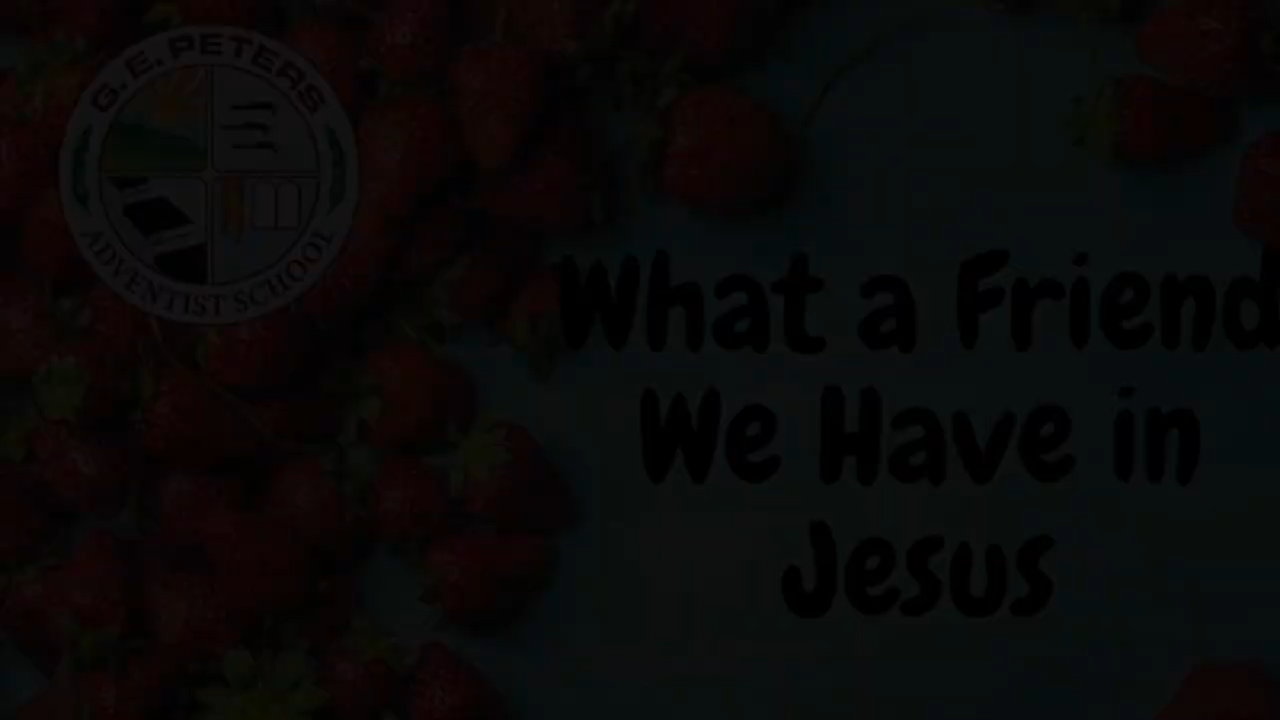 G. E. PETERS
ADVENTIST SCHOOL
What a Friend
We Have in
Jesus